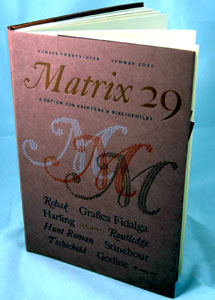 NUMBER TWENTY-NINE SUMMER 2010
Matrix 29
A REVIEW FOR PRINTERS & BIBLIOPHILES
M M M
Rebak Grafica Fidalga
Harling Routledge
Hunt Roman Stinehour
Tschichold Godine